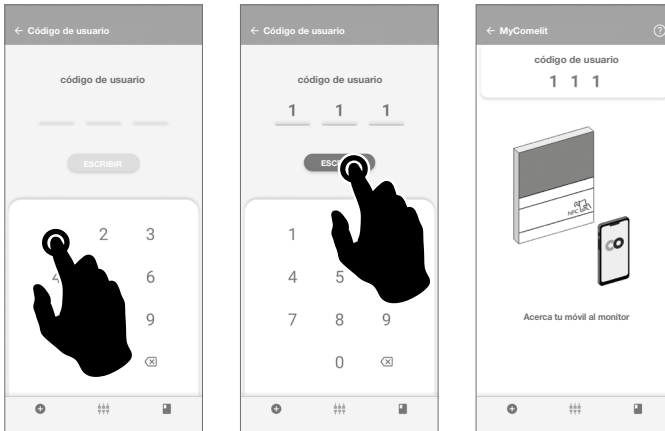 ← Código de usuario
código de usuario
ESCRIBIR
2 3
4 6
9
← Código de usuario
código de usuario
1 1 1
1
4 5
7 8 9
0
← MyComelit ?
código de usuario
1 1 1
NFC
Acerca tu móvil al monitor